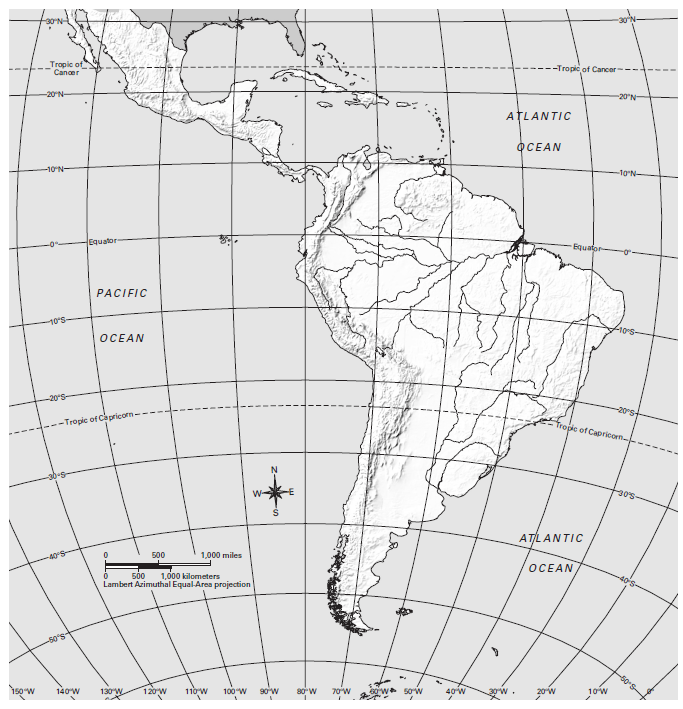 30°N
30°N
Tropic of
Cancer
Tropic of Cancer
20°N
20°N
ATLANTIC
OCEAN
10°N
10°N
0°
Equator
Equator
0°
PACIFIC
OCEAN
10°S
10°S
20°S
20°S
Tropic of Capricorn
Tropic of Capricorn
30°S
30°S
N
W
E
S
ATLANTIC
OCEAN
40°S
40°S
0 500 1,000 miles
0 500 1,000 kilometers
Lambert Azimuthal Equal-Area projection
50°S
50°S
150°W 140°W 130°W 120°W 110°W 100°W 90°W 80°W 70°W 60°W 50°W 40°W 30°W 20°W 10°W 0°